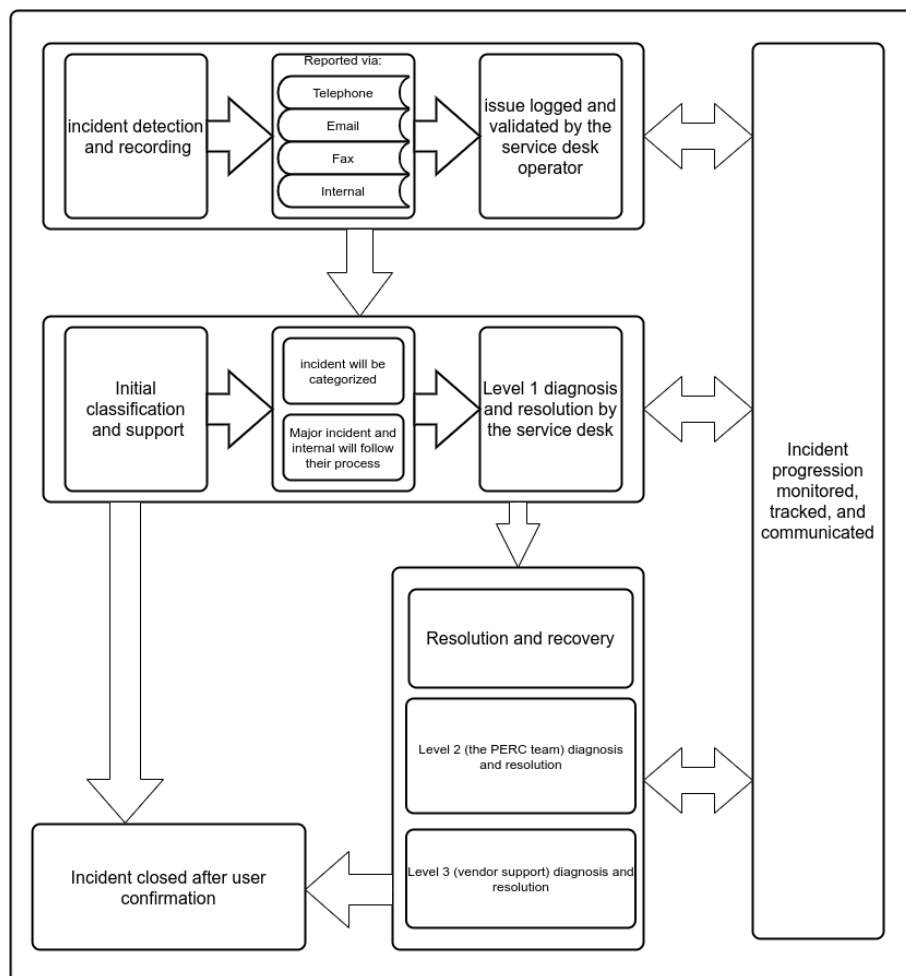 incident detection
and recording
Reported via:
Telephone
Email
Fax
Internal
issue logged and
validated by the
service desk
operator
Initial
classification
and support
incident will be
categorized
Major incident and
internal will follow
their process
Level 1 diagnosis
and resolution by
the service desk
Incident
progression
monitored,
tracked, and
communicated
Resolution and recovery
Level 2 (the PERC team) diagnosis
and resolution
Level 3 (vendor support) diagnosis and
resolution
Incident closed after user
confirmation